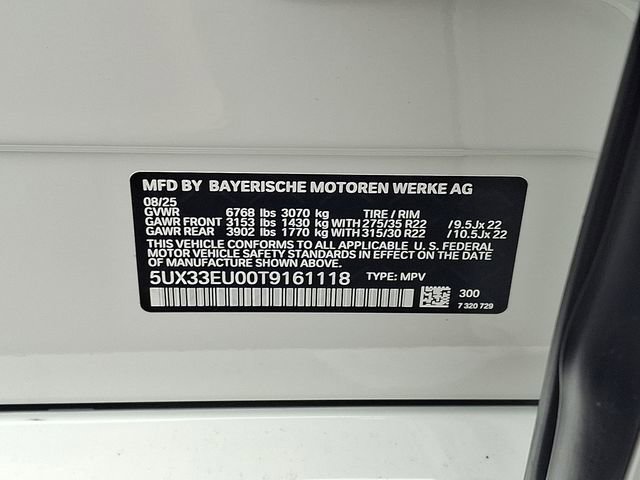 MFD BY BAYERISCHE MOTOREN WERKE AG
08/25
GVWR 6768 lbs 3070 kg TIRE / RIM
GAWR FRONT 3153 lbs 1430 kg WITH 275/35 R22 / 9.5Jx 22
GAWR REAR 3902 lbs 1770 kg WITH 315/30 R22 / 10.5Jx 22
THIS VEHICLE CONFORMS TO ALL APPLICABLE U. S. FEDERAL
MOTOR VEHICLE SAFETY STANDARDS IN EFFECT ON THE DATE
OF MANUFACTURE SHOWN ABOVE.
5UX33EU00T9161118 TYPE: MPV
300
7 320 729